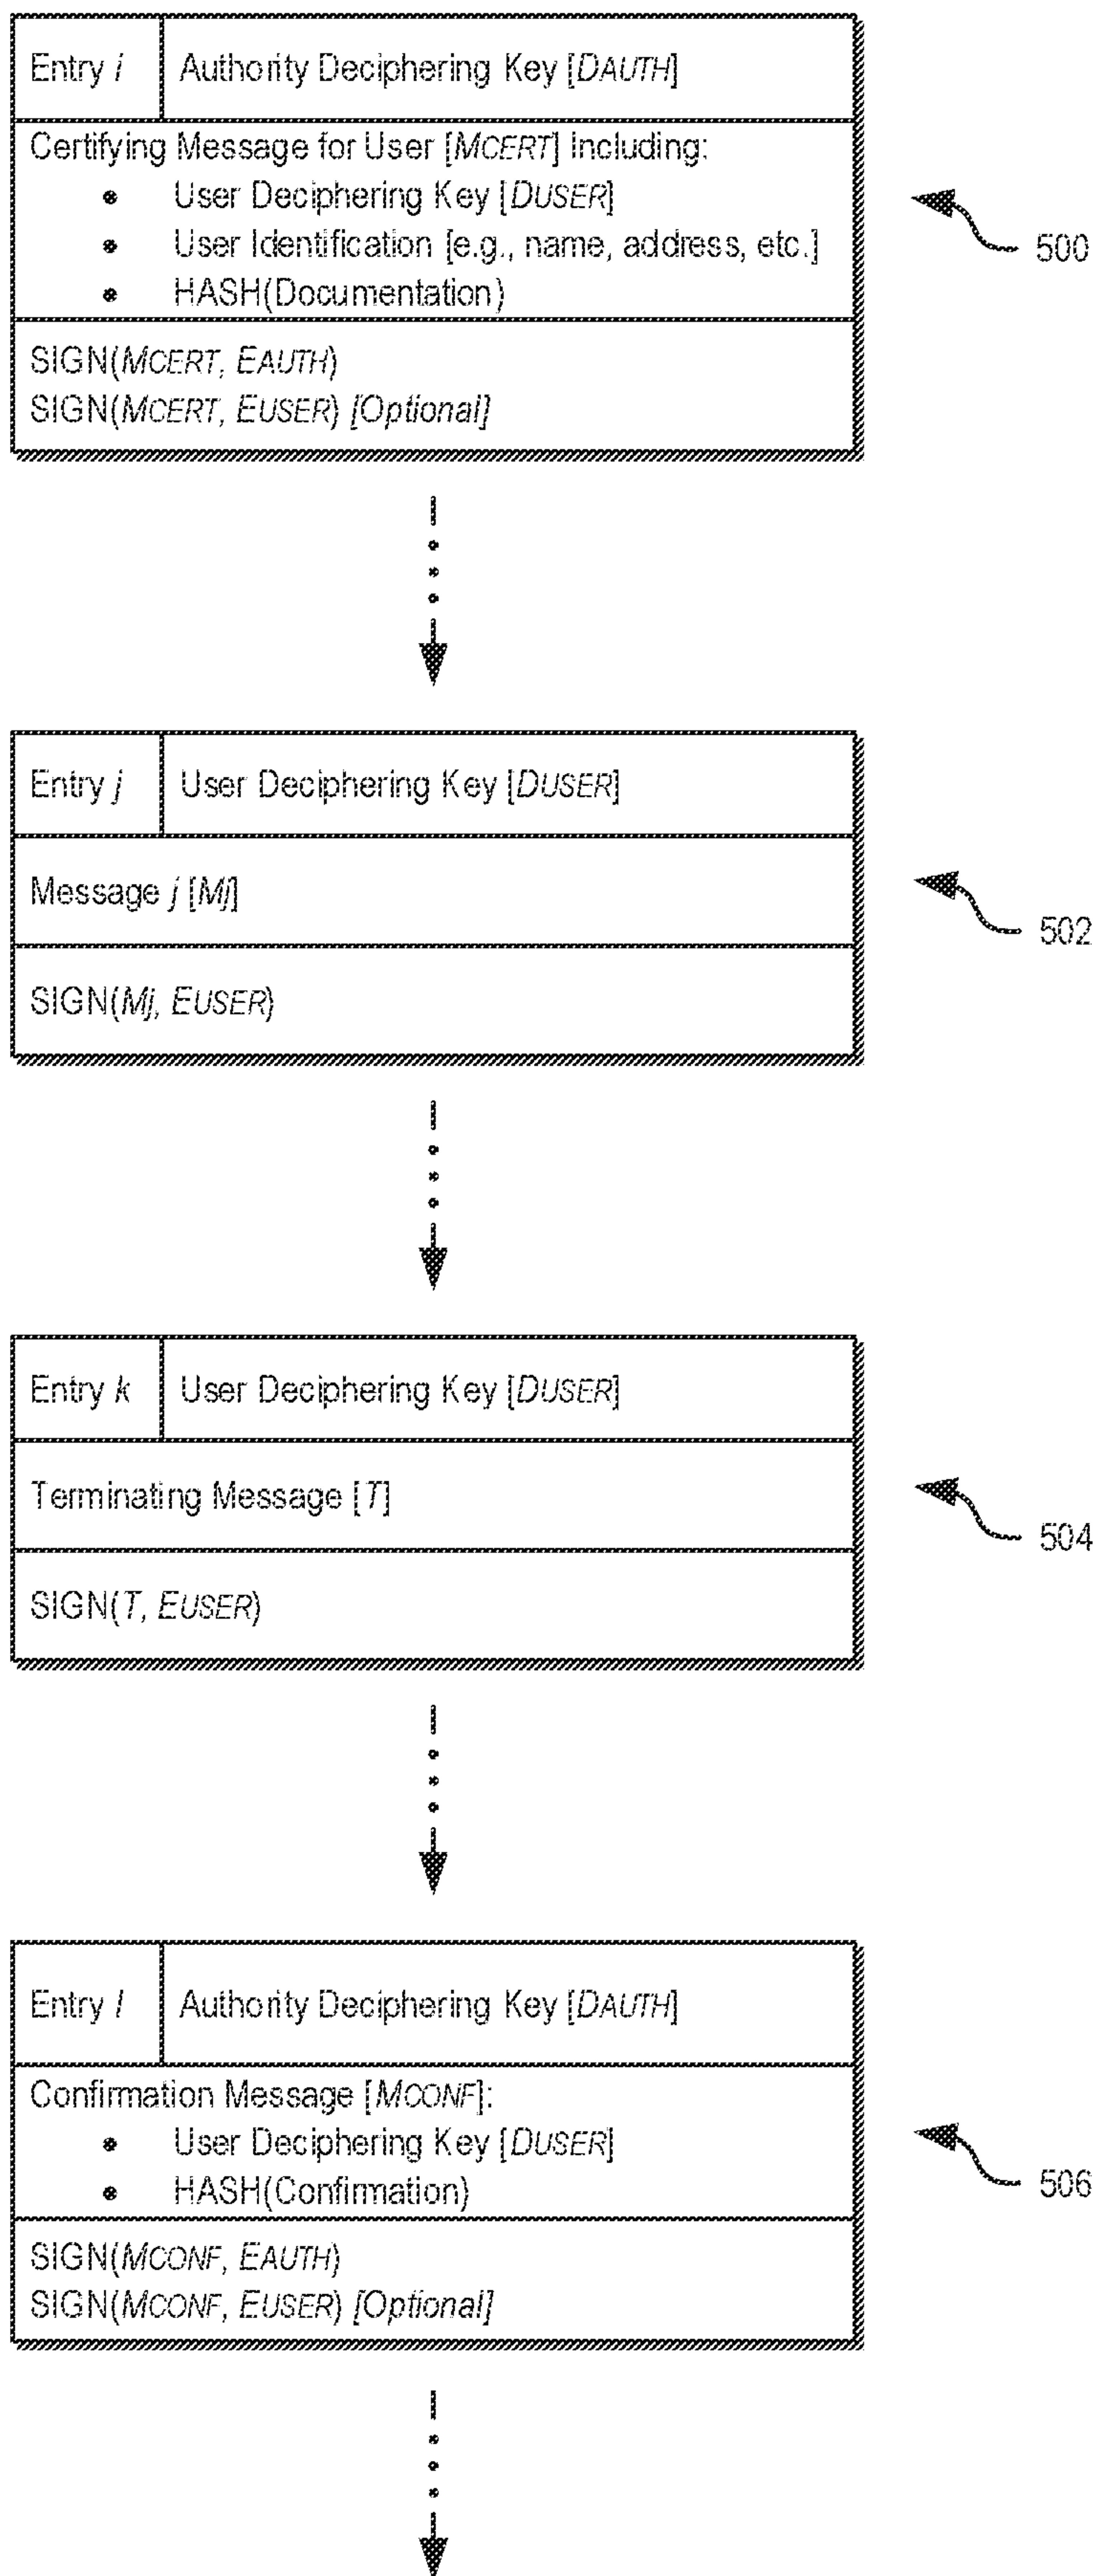 Entry i Authority Deciphering Key [DAUTH]
Certifying Message for User [MCERT] Including:
• User Deciphering Key [DUSER]
• User Identification [e.g., name, address, etc.]
• HASH(Documentation)
500
SIGN(MCERT, EAUTH)
SIGN(MCERT, EUSER) [Optional]
Entry j User Deciphering Key [DUSER]
Message j [Mj]
502
SIGN(Mj, EUSER)
Entry k User Deciphering Key [DUSER]
Terminating Message [T]
504
SIGN(T, EUSER)
Entry l Authority Deciphering Key [DAUTH]
Confirmation Message [MCONF]:
• User Deciphering Key [DUSER]
• HASH(Confirmation)
506
SIGN(MCONF, EAUTH)
SIGN(MCONF, EUSER) [Optional]